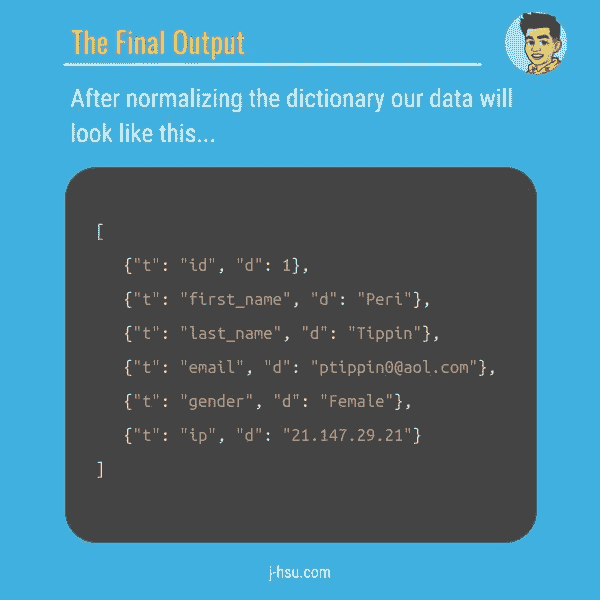 The Final Output
After normalizing the dictionary our data will
look like this...
[
{"t": "id", "d": 1},
{"t": "first_name", "d": "Peri"},
{"t": "last_name", "d": "Tippin"},
{"t": "email", "d": "ptippin0@aol.com"},
{"t": "gender", "d": "Female"},
{"t": "ip", "d": "21.147.29.21"}
]
j-hsu.com